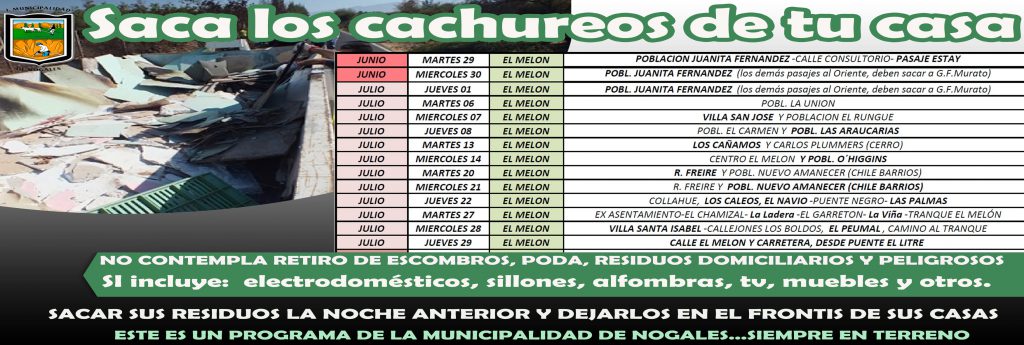 I. MUNICIPALIDAD
DE NOGALES
Saca los cachureos de tu casa
JUNIO MARTES 29 EL MELON POBLACION JUANITA FERNANDEZ -CALLE CONSULTORIO- PASAJE ESTAY
JUNIO MIERCOLES 30 EL MELON POBL. JUANITA FERNANDEZ (los demás pasajes al Oriente, deben sacar a G.F.Murato)
JULIO JUEVES 01 EL MELON POBL. JUANITA FERNANDEZ (los demás pasajes al Oriente, deben sacar a G.F.Murato)
JULIO MARTES 06 EL MELON POBL. LA UNION
JULIO MIERCOLES 07 EL MELON VILLA SAN JOSE Y POBLACION EL RUNGUE
JULIO JUEVES 08 EL MELON POBL. EL CARMEN Y POBL. LAS ARAUCARIAS
JULIO MARTES 13 EL MELON LOS CAÑAMOS Y CARLOS PLUMMERS (CERRO)
JULIO MIERCOLES 14 EL MELON CENTRO EL MELON Y POBL. O´HIGGINS
JULIO MARTES 20 EL MELON R. FREIRE Y POBL. NUEVO AMANECER (CHILE BARRIOS)
JULIO MIERCOLES 21 EL MELON R. FREIRE Y POBL. NUEVO AMANECER (CHILE BARRIOS)
JULIO JUEVES 22 EL MELON COLLAHUE, LOS CALEOS, EL NAVIO -PUENTE NEGRO- LAS PALMAS
JULIO MARTES 27 EL MELON EX ASENTAMIENTO-EL CHAMIZAL- La Ladera -EL GARRETON- La Viña -TRANQUE EL MELÓN
JULIO MIERCOLES 28 EL MELON VILLA SANTA ISABEL -CALLEJONES LOS BOLDOS, EL PEUMAL , CAMINO AL TRANQUE
JULIO JUEVES 29 EL MELON CALLE EL MELON Y CARRETERA, DESDE PUENTE EL LITRE
NO CONTEMPLA RETIRO DE ESCOMBROS, PODA, RESIDUOS DOMICILIARIOS Y PELIGROSOS
SI incluye: electrodomésticos, sillones, alfombras, tv, muebles y otros.
SACAR SUS RESIDUOS LA NOCHE ANTERIOR Y DEJARLOS EN EL FRONTIS DE SUS CASAS
ESTE ES UN PROGRAMA DE LA MUNICIPALIDAD DE NOGALES...SIEMPRE EN TERRENO